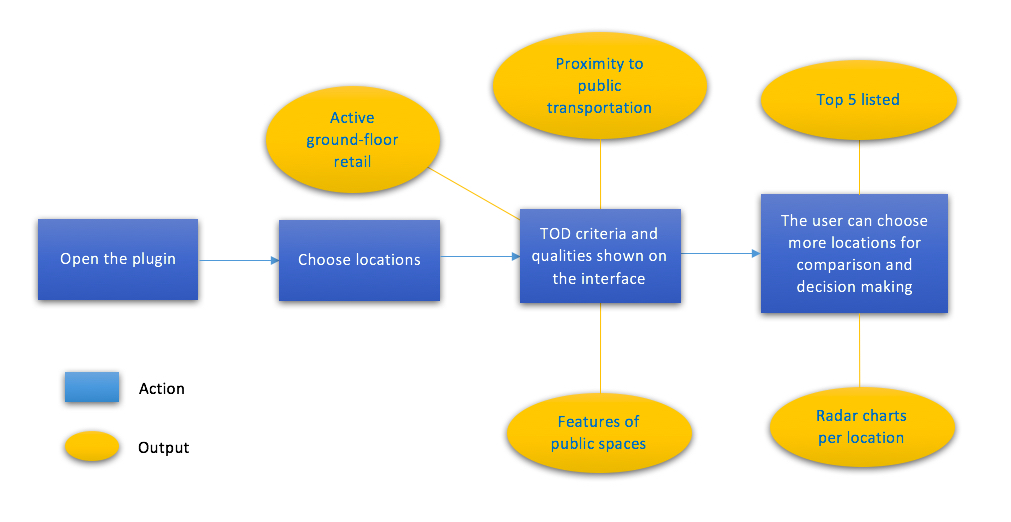 Proximity to
public
transportation
Top 5 listed
Active
ground-floor
retail
Open the plugin
Choose locations
TOD criteria and
qualities shown on
the interface
The user can choose
more locations for
comparison and
decision making
Features of
public spaces
Radar charts
per location
Action
Output